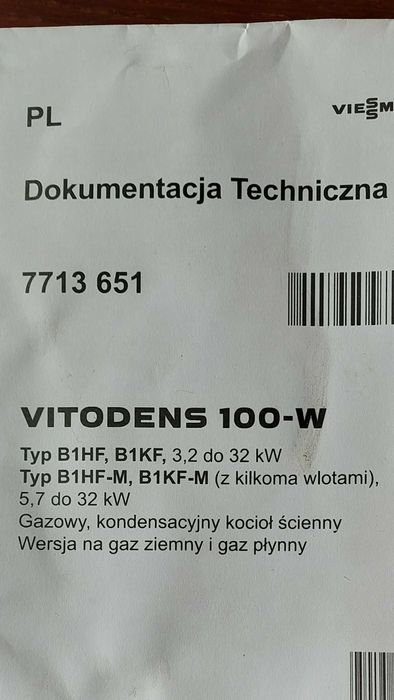 PL
VIESSM
Dokumentacja Techniczna
7713 651
VITODENS 100-W
Typ B1HF, B1KF, 3,2 do 32 kW
Typ B1HF-M, B1KF-M (z kilkoma wlotami),
5,7 do 32 kW
Gazowy, kondensacyjny kocioł ścienny
Wersja na gaz ziemny i gaz płynny